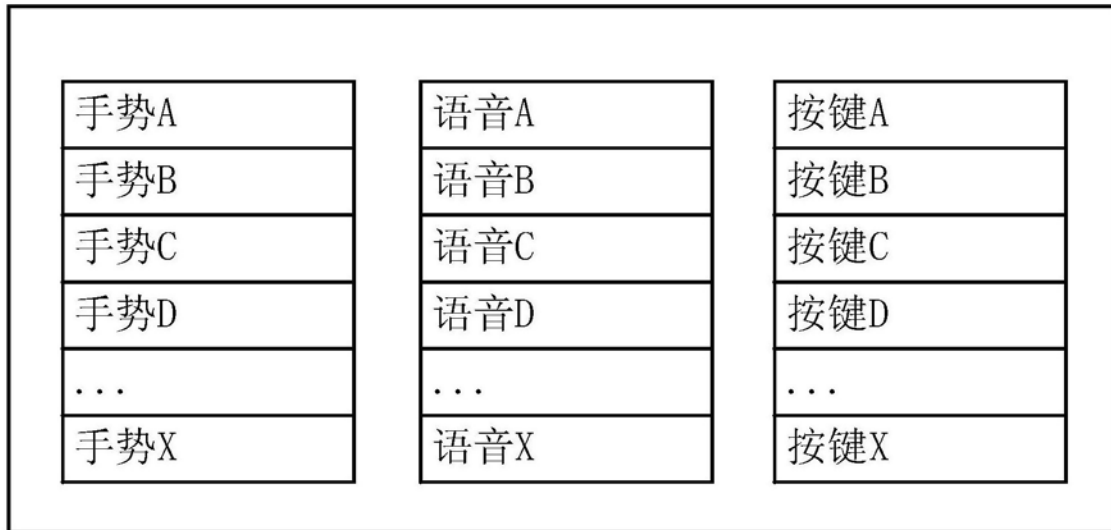 手势A
手势B
手势C
手势D
...
手势X
语音A
语音B
语音C
语音D
...
语音X
按键A
按键B
按键C
按键D
...
按键X